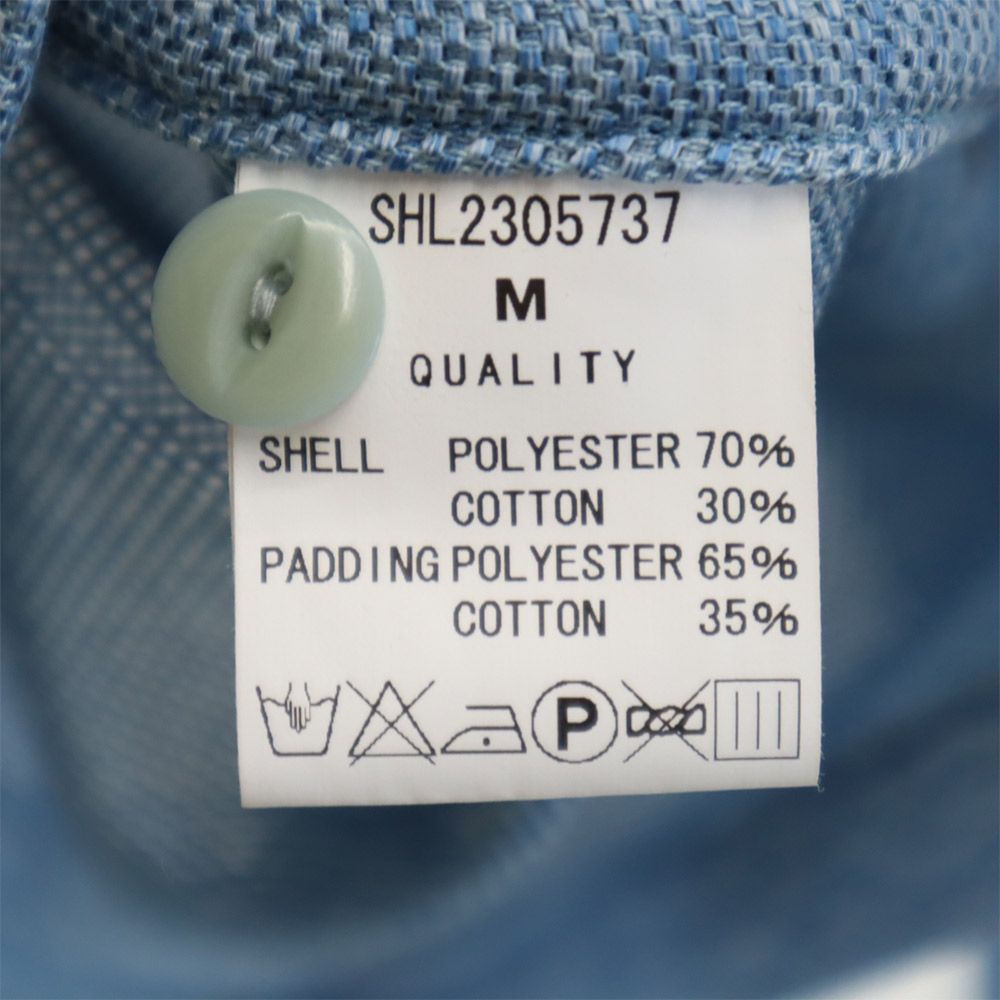 SHL2305737
M
QUALITY
SHELL POLYESTER 70%
COTTON 30%
PADDING POLYESTER 65%
COTTON 35%
P